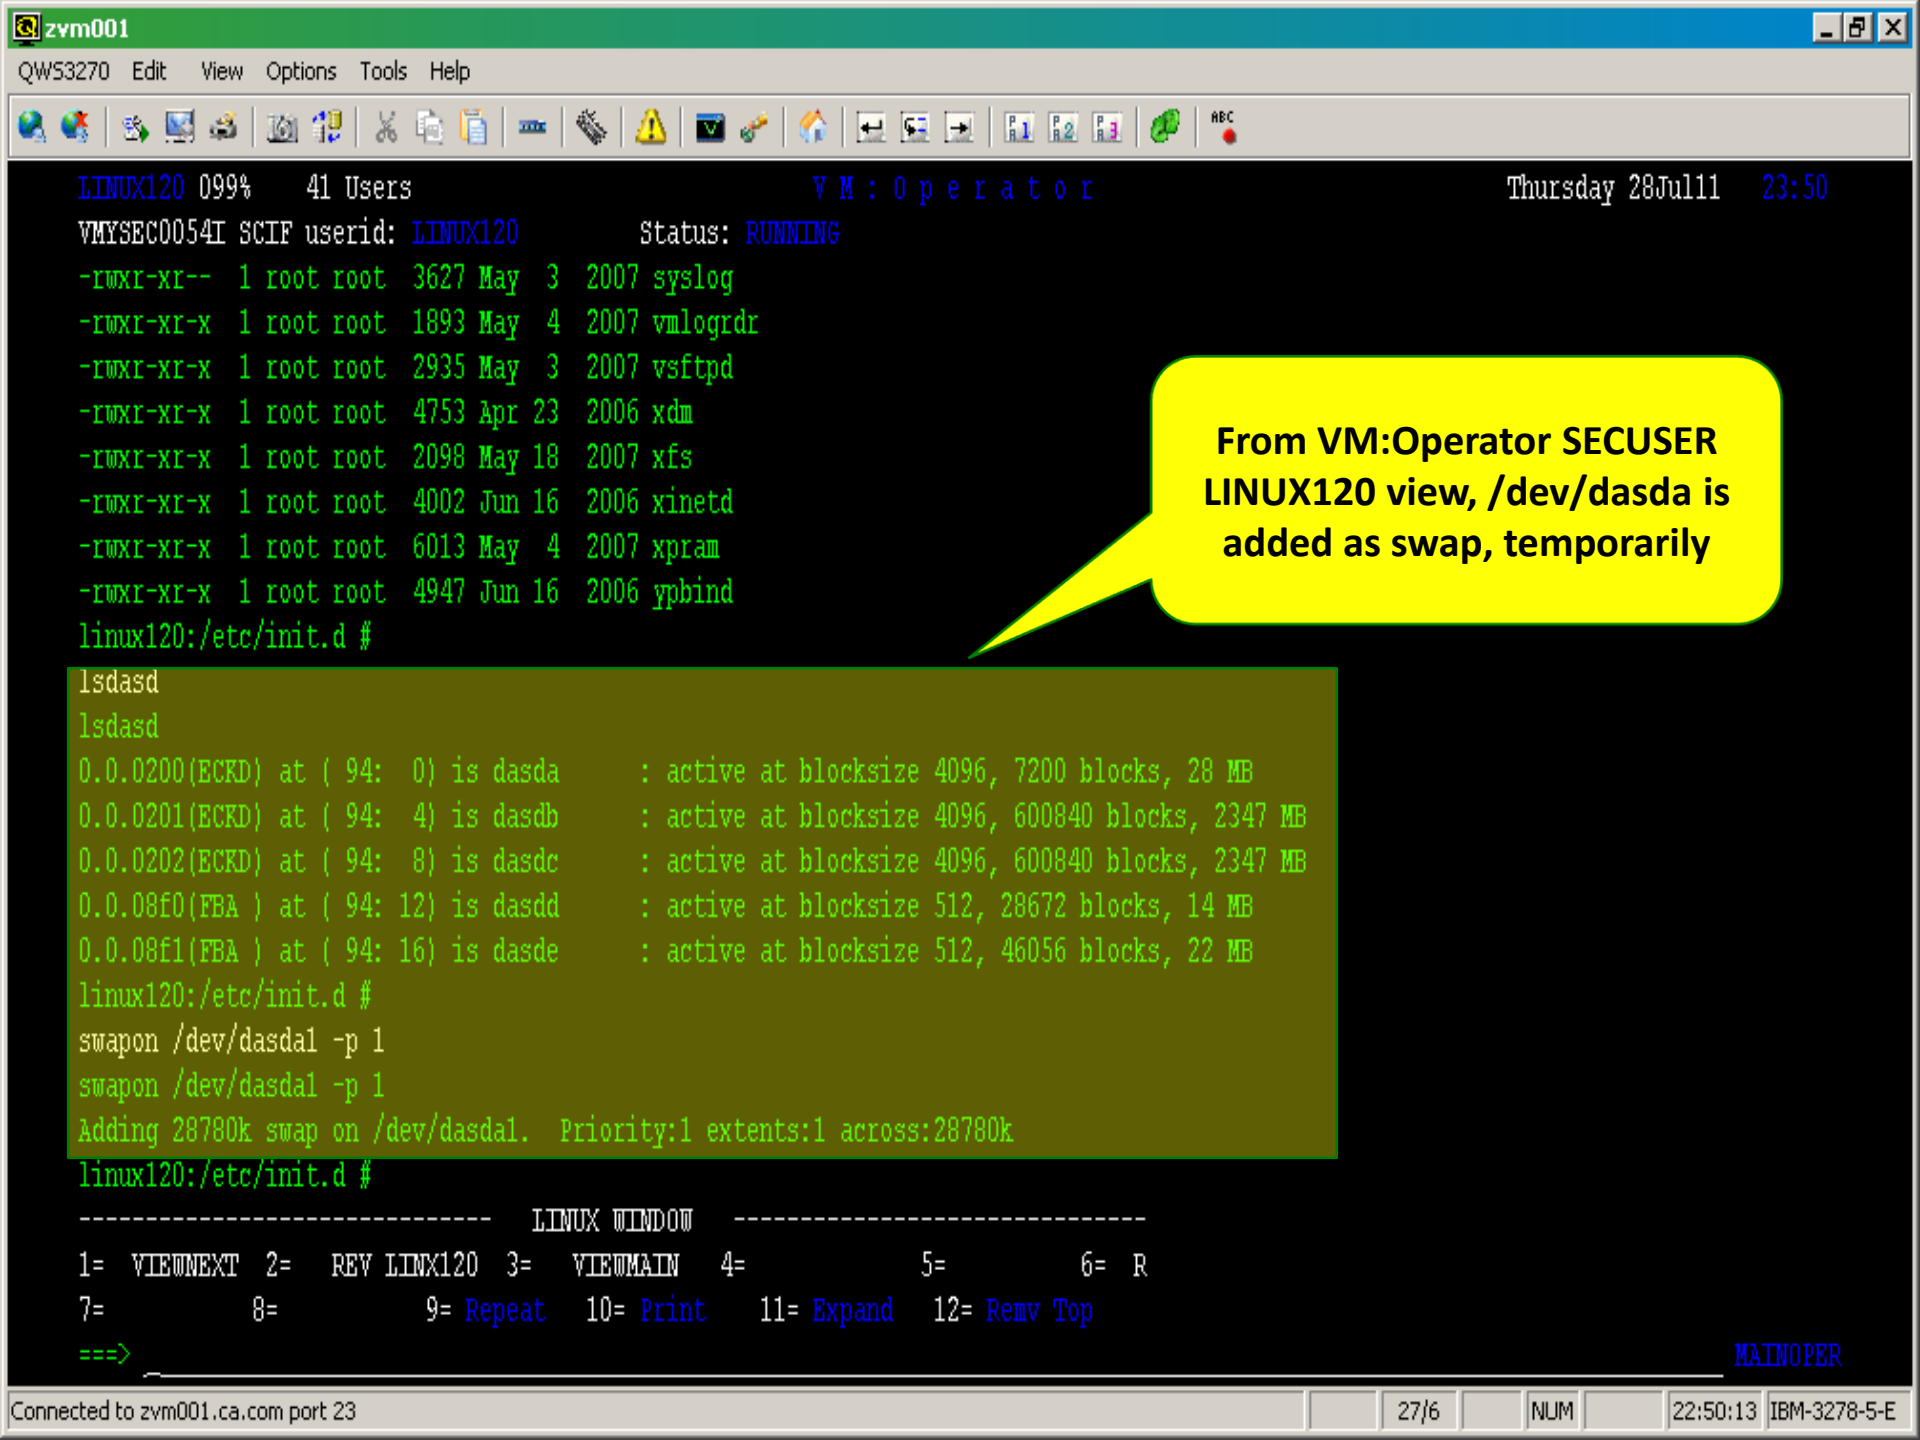 zvm001
QWS3270 Edit View Options Tools Help
ABC
LINUX120 099% 41 Users V M : O p e r a t o r Thursday 28Jul11 23:50
VMYSEC0054I SCIF userid: LINUX120 Status: RUNNING
-rwxr-xr-- 1 root root 3627 May 3 2007 syslog
-rwxr-xr-x 1 root root 1893 May 4 2007 vmlogrdr
-rwxr-xr-x 1 root root 2935 May 3 2007 vsftpd
-rwxr-xr-x 1 root root 4753 Apr 23 2006 xdm
-rwxr-xr-x 1 root root 2098 May 18 2007 xfs
-rwxr-xr-x 1 root root 4002 Jun 16 2006 xinetd
-rwxr-xr-x 1 root root 6013 May 4 2007 xpram
-rwxr-xr-x 1 root root 4947 Jun 16 2006 ypbind
linux120:/etc/init.d #
From VM:Operator SECUSER
LINUX120 view, /dev/dasda is
added as swap, temporarily
lsdasd
lsdasd
0.0.0200(ECKD) at ( 94: 0) is dasda : active at blocksize 4096, 7200 blocks, 28 MB
0.0.0201(ECKD) at ( 94: 4) is dasdb : active at blocksize 4096, 600840 blocks, 2347 MB
0.0.0202(ECKD) at ( 94: 8) is dasdc : active at blocksize 4096, 600840 blocks, 2347 MB
0.0.08f0(FBA ) at ( 94: 12) is dasdd : active at blocksize 512, 28672 blocks, 14 MB
0.0.08f1(FBA ) at ( 94: 16) is dasde : active at blocksize 512, 46056 blocks, 22 MB
linux120:/etc/init.d #
swapon /dev/dasda1 -p 1
swapon /dev/dasda1 -p 1
Adding 28780k swap on /dev/dasda1. Priority:1 extents:1 across:28780k
linux120:/etc/init.d #
------------------------------- LINUX WINDOW -------------------------------
1= VIEWNEXT 2= REV LINX120 3= VIEWMAIN 4= 5= 6= R
7= 8= 9= Repeat 10= Print 11= Expand 12= Remv Top
===> _
MAINOPER
Connected to zvm001.ca.com port 23 27/6 NUM 22:50:13 IBM-3278-5-E